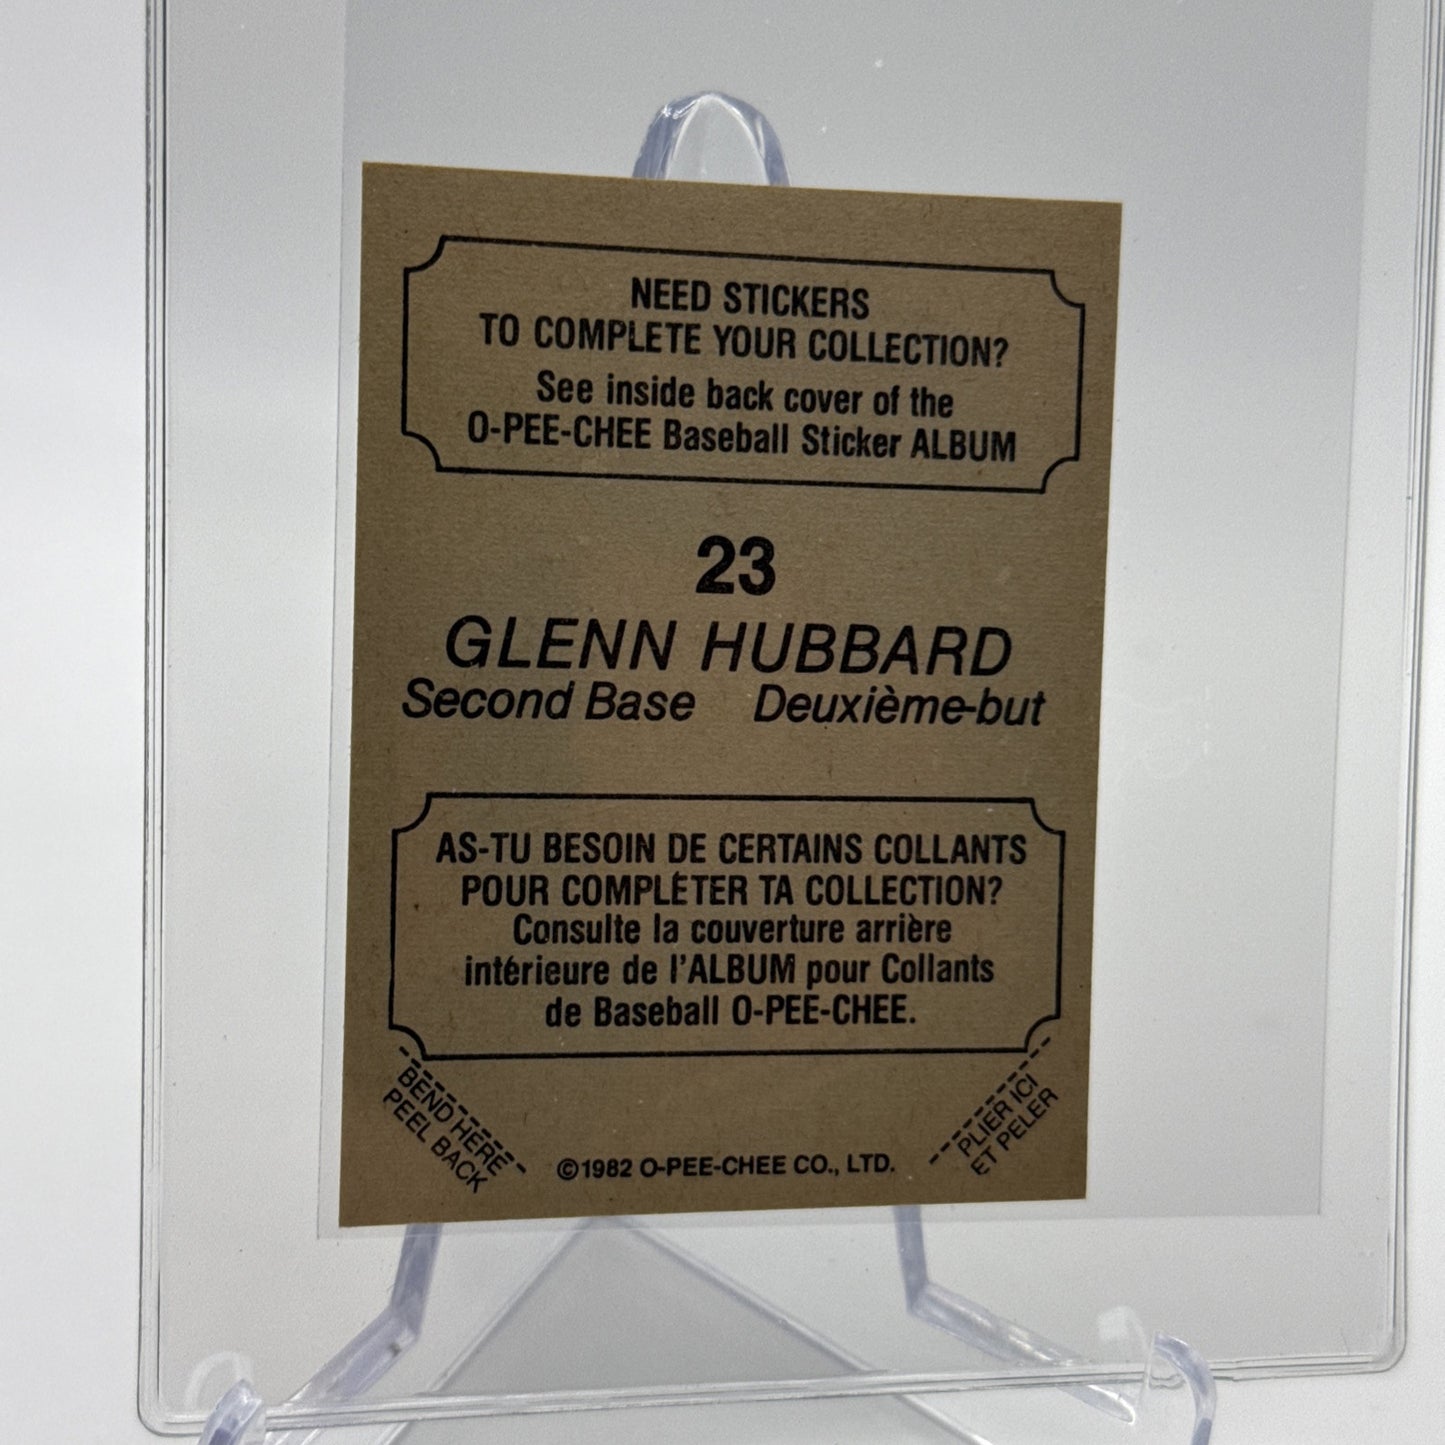 NEED STICKERS
TO COMPLETE YOUR COLLECTION?
See inside back cover of the
O-PEE-CHEE Baseball Sticker ALBUM
23
GLENN HUBBARD
Second Base Deuxième-but
AS-TU BESOIN DE CERTAINS COLLANTS
POUR COMPLÉTER TA COLLECTION?
Consulte la couverture arrière
intérieure de l'ALBUM pour Collants
de Baseball O-PEE-CHEE.
BEND HERE
PEEL BACK
©1982 O-PEE-CHEE CO., LTD.
PLIER ICI
ET PELER